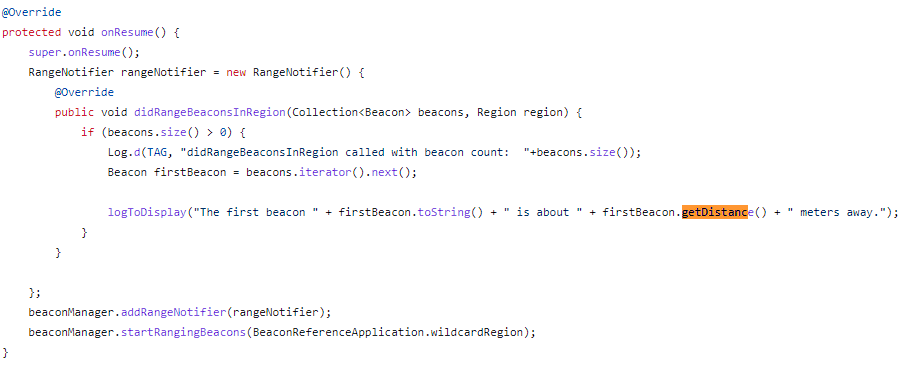 @Override
protected void onResume() {
    super.onResume();
    RangeNotifier rangeNotifier = new RangeNotifier() {
        @Override
        public void didRangeBeaconsInRegion(Collection<Beacon> beacons, Region region) {
            if (beacons.size() > 0) {
                Log.d(TAG, "didRangeBeaconsInRegion called with beacon count:  "+beacons.size());
                Beacon firstBeacon = beacons.iterator().next();
                logToDisplay("The first beacon " + firstBeacon.toString() + " is about " + firstBeacon.getDistance() + " meters away.");
            }
        }
    };
    beaconManager.addRangeNotifier(rangeNotifier);
    beaconManager.startRangingBeacons(BeaconReferenceApplication.wildcardRegion);
}